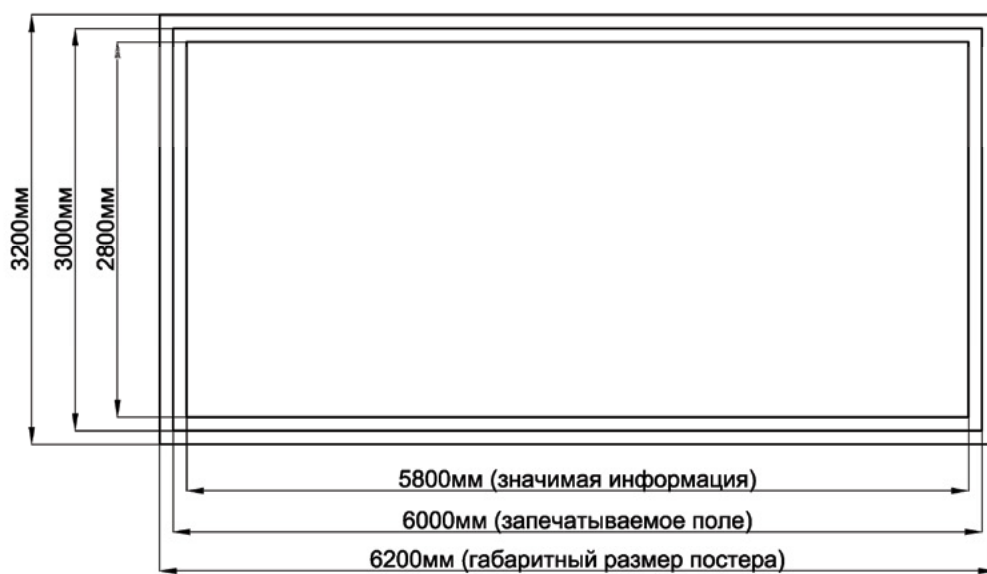 3200мм
3000мм
2800мм
5800мм (значимая информация)
6000мм (запечатываемое поле)
6200мм (габаритный размер постера)